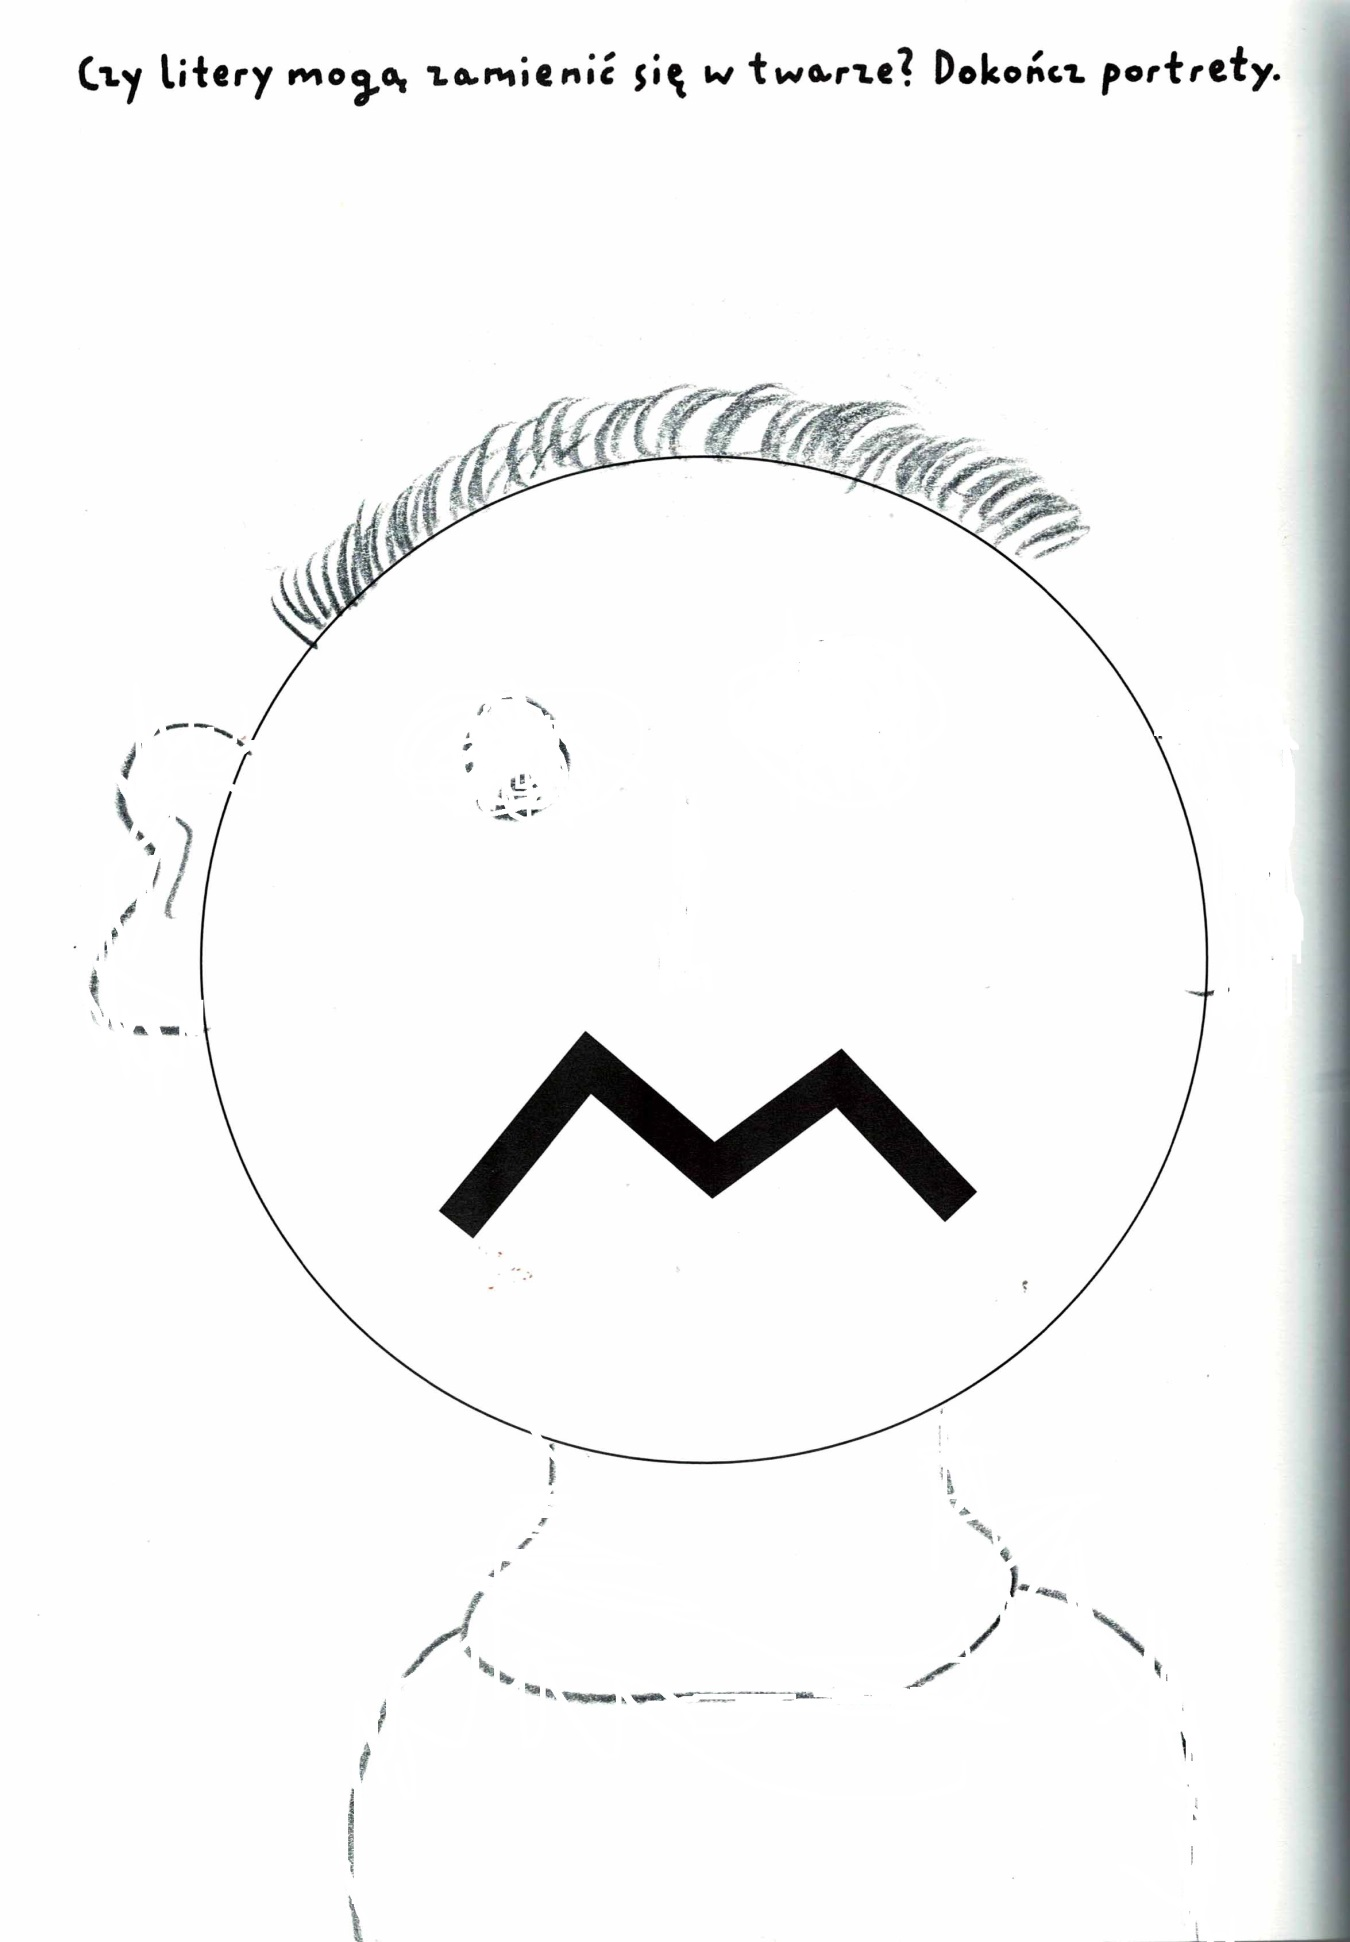 Czy litery mogą zamienić się w twarze? Dokończ portrety.
M